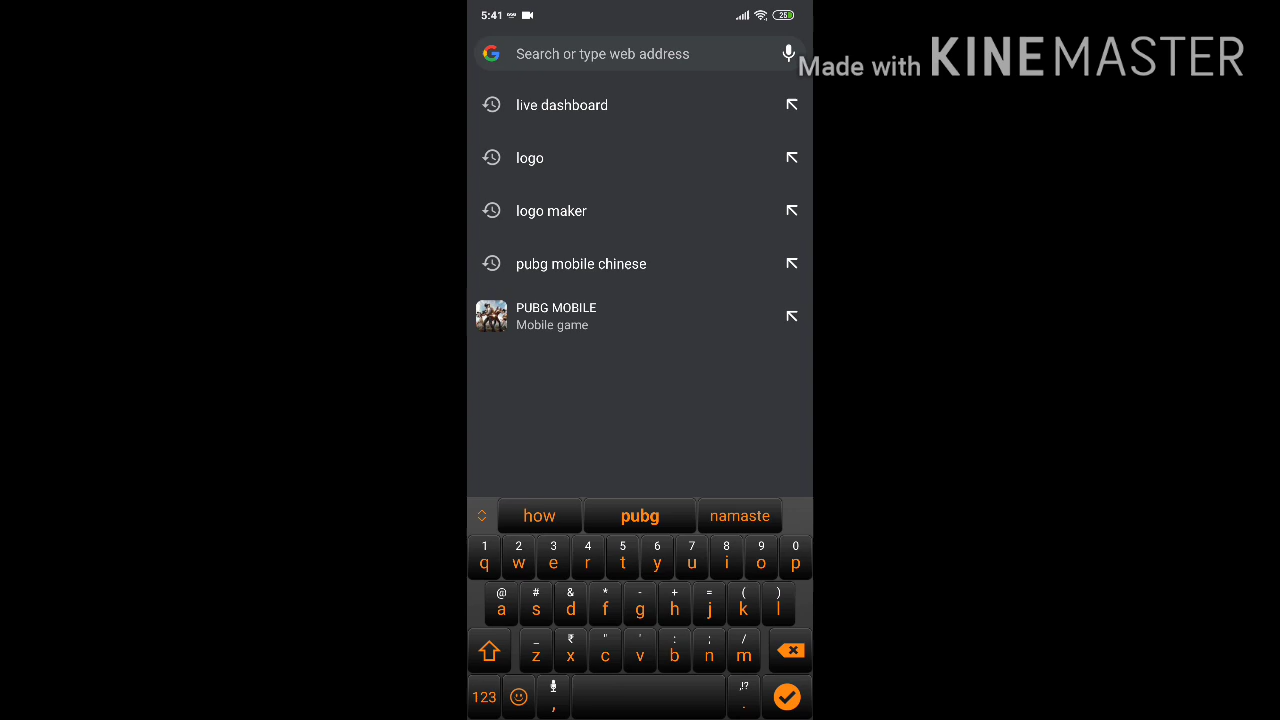 5:41
25
Search or type web address
Made with KINEMASTER
live dashboard
logo
logo maker
pubg mobile chinese
PUBG MOBILE
Mobile game
how pubg namaste
1 2 3 4 5 6 7 8 9 0
q w e r t y u i o p
@ # & * - + = ( )
a s d f g h j k l
_ ₹ " ' : ; /
z x c v b n m
,!?
123 , .